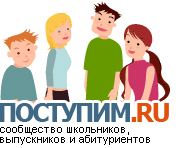 ПОСТУПИМ.RU
сообщество школьников,
выпускников и абитуриентов